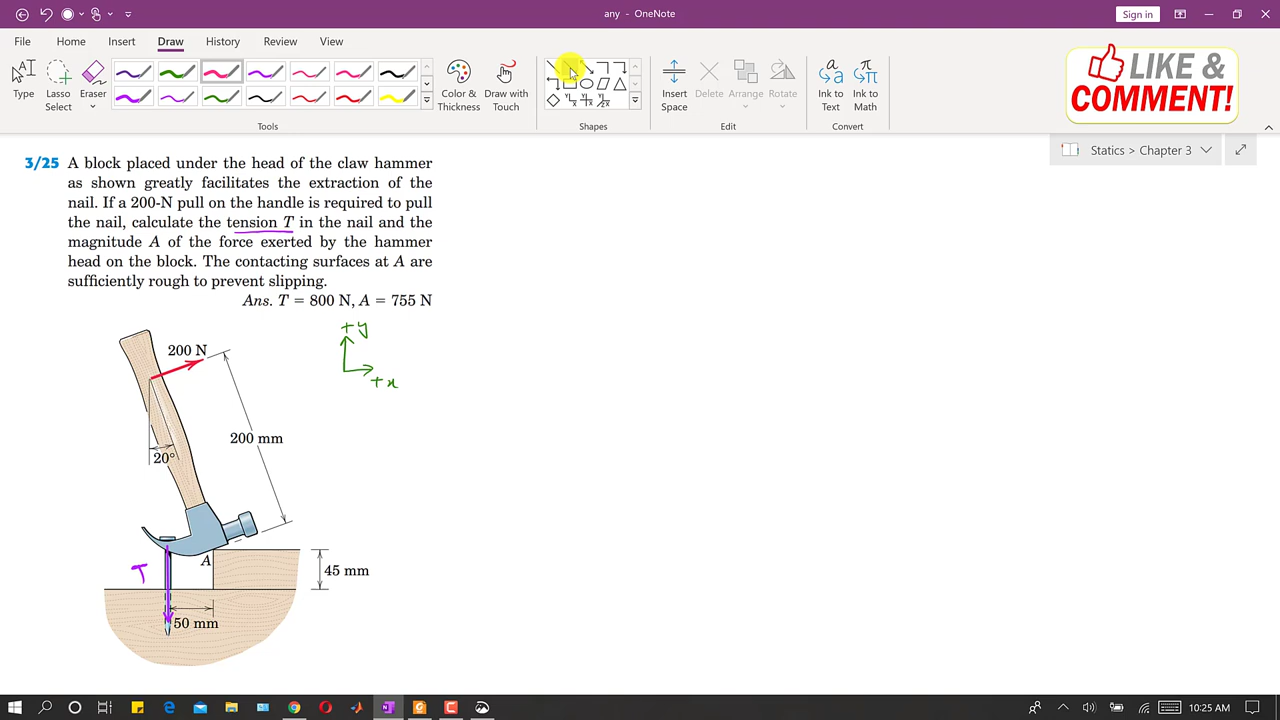 any - OneNote
Sign in
File Home Insert Draw History Review View
Type
Lasso Select
Eraser
Color & Thickness
Draw with Touch
Insert Space
Delete
Arrange
Rotate
Ink to Text
Ink to Math
Tools
Shapes
Edit
Convert
LIKE & COMMENT!
Statics > Chapter 3
3/25 A block placed under the head of the claw hammer
as shown greatly facilitates the extraction of the
nail. If a 200-N pull on the handle is required to pull
the nail, calculate the tension T in the nail and the
magnitude A of the force exerted by the hammer
head on the block. The contacting surfaces at A are
sufficiently rough to prevent slipping.
Ans. T = 800 N, A = 755 N
+y
+x
200 N
200 mm
20°
A
T
45 mm
50 mm
10:25 AM